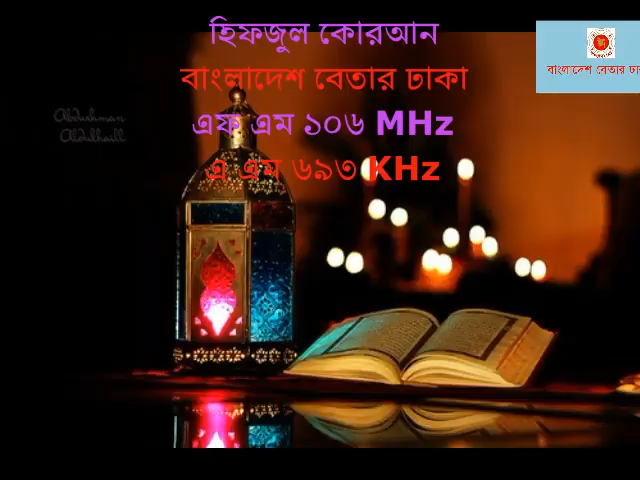 হিফজুল কোরআন
বাংলাদেশ বেতার ঢাকা
এফ এম ১০৬ MHz
এ এম ৬৯৩ KHz
বাংলাদেশ বেতার